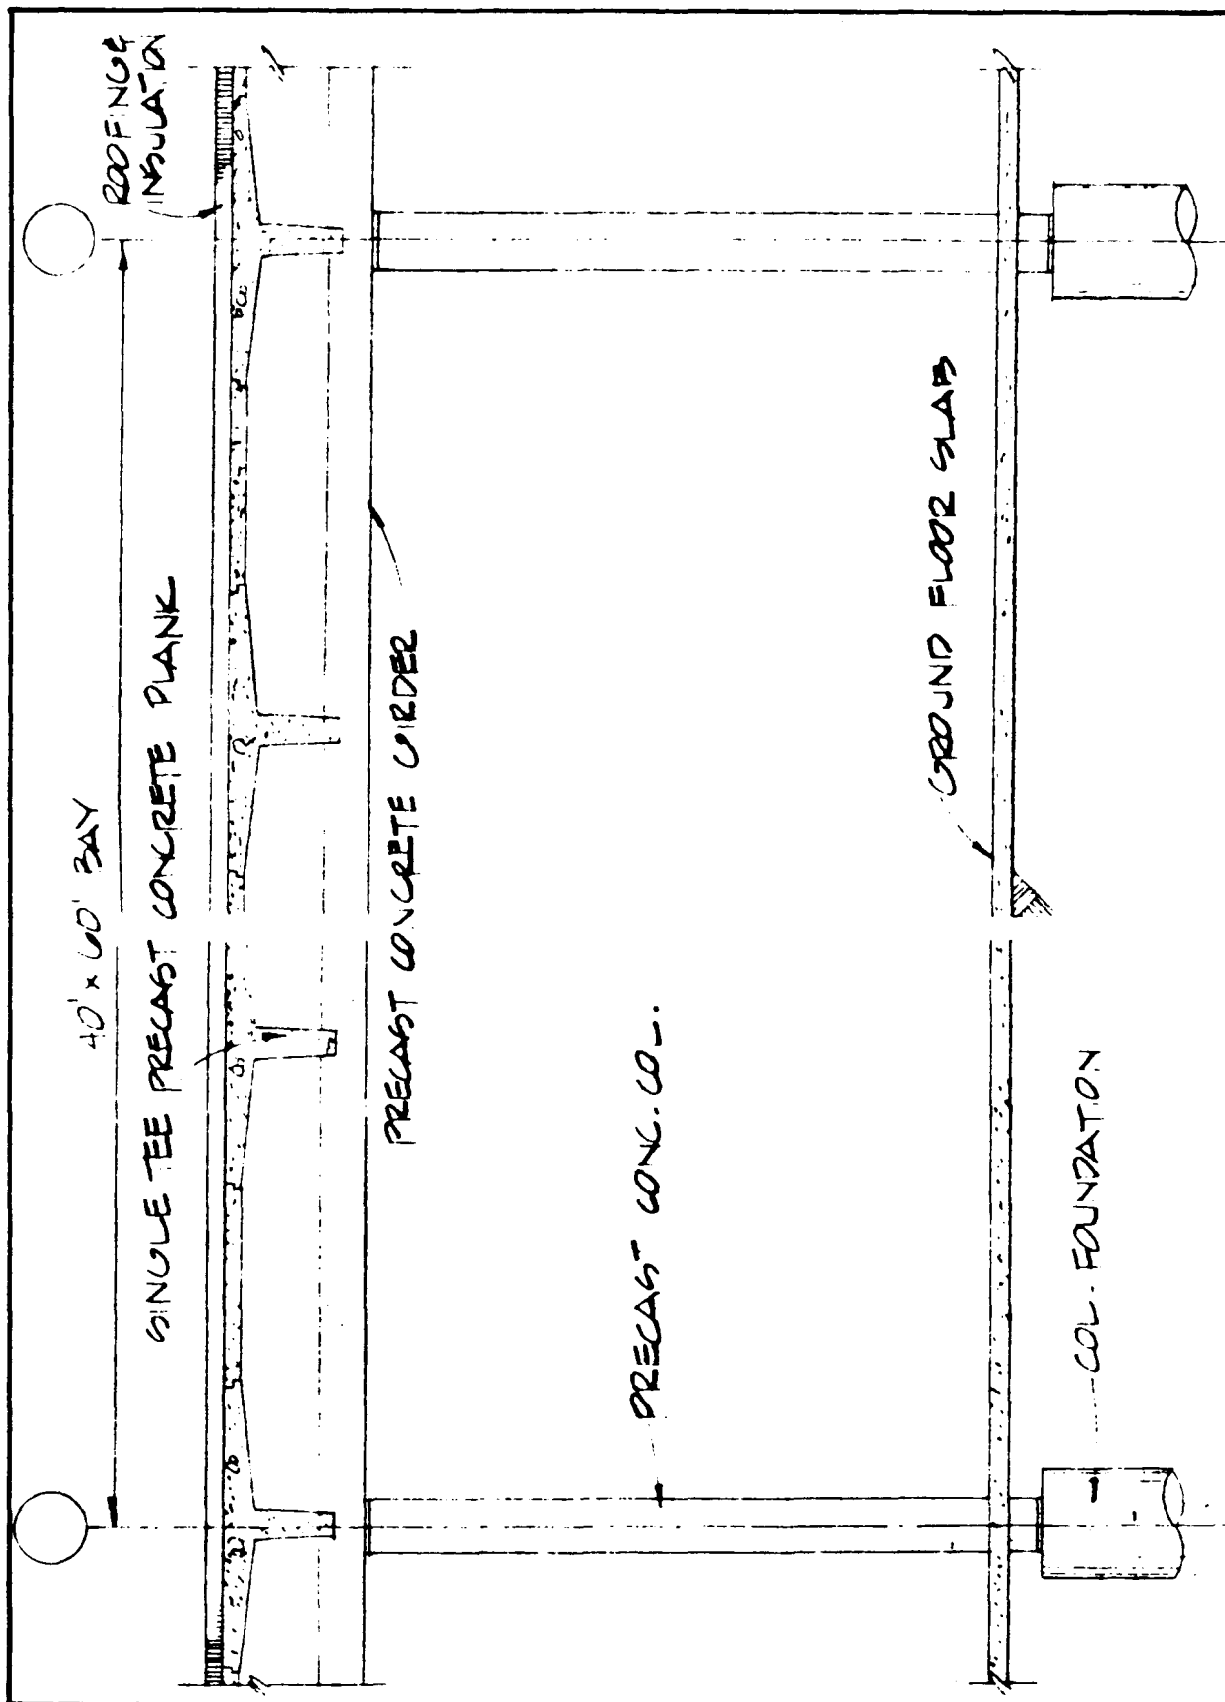 ROOFING &
INSULATION
40' x 60' BAY
SINGLE TEE PRECAST CONCRETE PLANK
PRECAST CONCRETE GIRDER
PRECAST CONC. COL.
GROUND FLOOR SLAB
COL. FOUNDATION